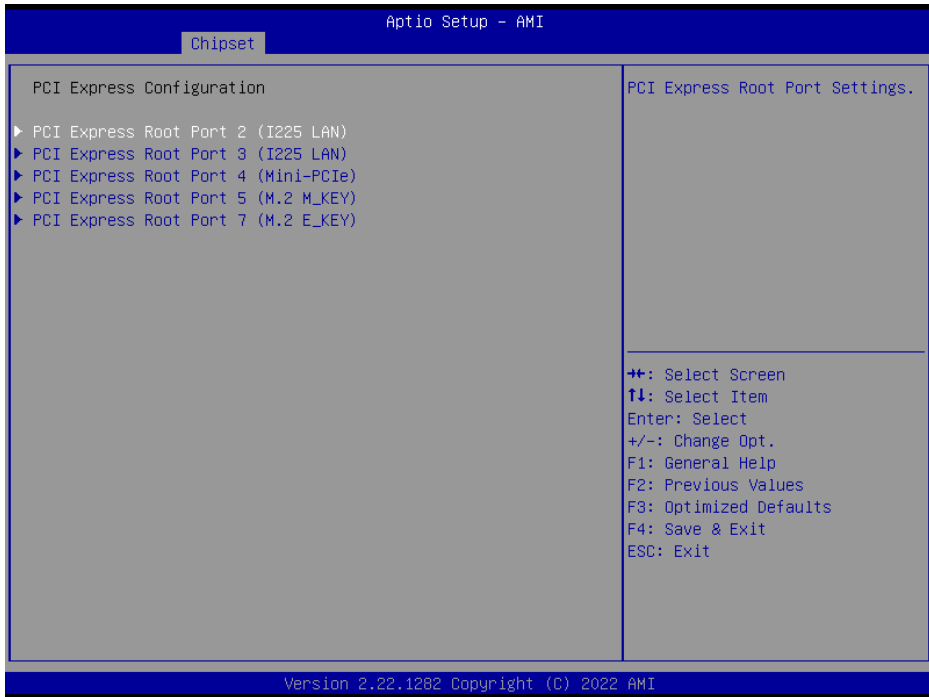 Aptio Setup – AMI
Chipset
PCI Express Configuration
▶ PCI Express Root Port 2 (I225 LAN)
▶ PCI Express Root Port 3 (I225 LAN)
▶ PCI Express Root Port 4 (Mini-PCIe)
▶ PCI Express Root Port 5 (M.2 M_KEY)
▶ PCI Express Root Port 7 (M.2 E_KEY)
PCI Express Root Port Settings.
→←: Select Screen
↑↓: Select Item
Enter: Select
+/-: Change Opt.
F1: General Help
F2: Previous Values
F3: Optimized Defaults
F4: Save & Exit
ESC: Exit
Version 2.22.1282 Copyright (C) 2022 AMI